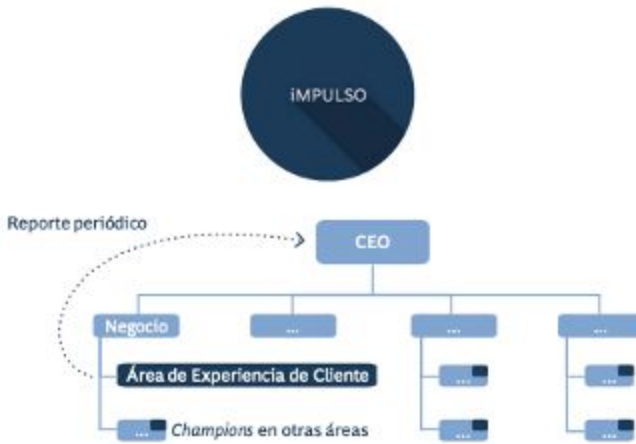 iMPULSO
Reporte periódico
CEO
Negocio
...
...
...
Área de Experiencia de Cliente
...
...
... Champions en otras áreas
...
...